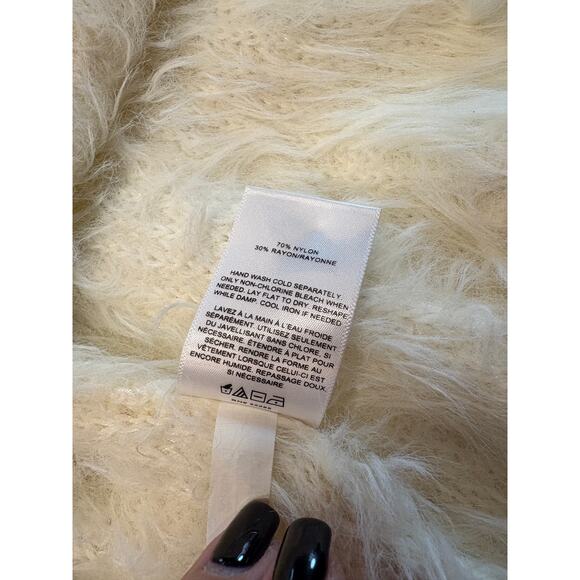 70% NYLON
30% RAYON/RAYONNE
HAND WASH COLD SEPARATELY.
ONLY NON-CHLORINE BLEACH WHEN
NEEDED. LAY FLAT TO DRY. RESHAPE
WHILE DAMP. COOL IRON IF NEEDED
LAVEZ À LA MAIN À L'EAU FROIDE
SÉPARÉMENT. UTILISEZ SEULEMENT
DU JAVELLISANT SANS CHLORE, SI
NÉCESSAIRE. ÉTENDRE À PLAT POUR
SÉCHER. RENDRE LA FORME AU
VÊTEMENT LORSQUE CELUI-CI EST
ENCORE HUMIDE. REPASSAGE DOUX.
SI NÉCESSAIRE